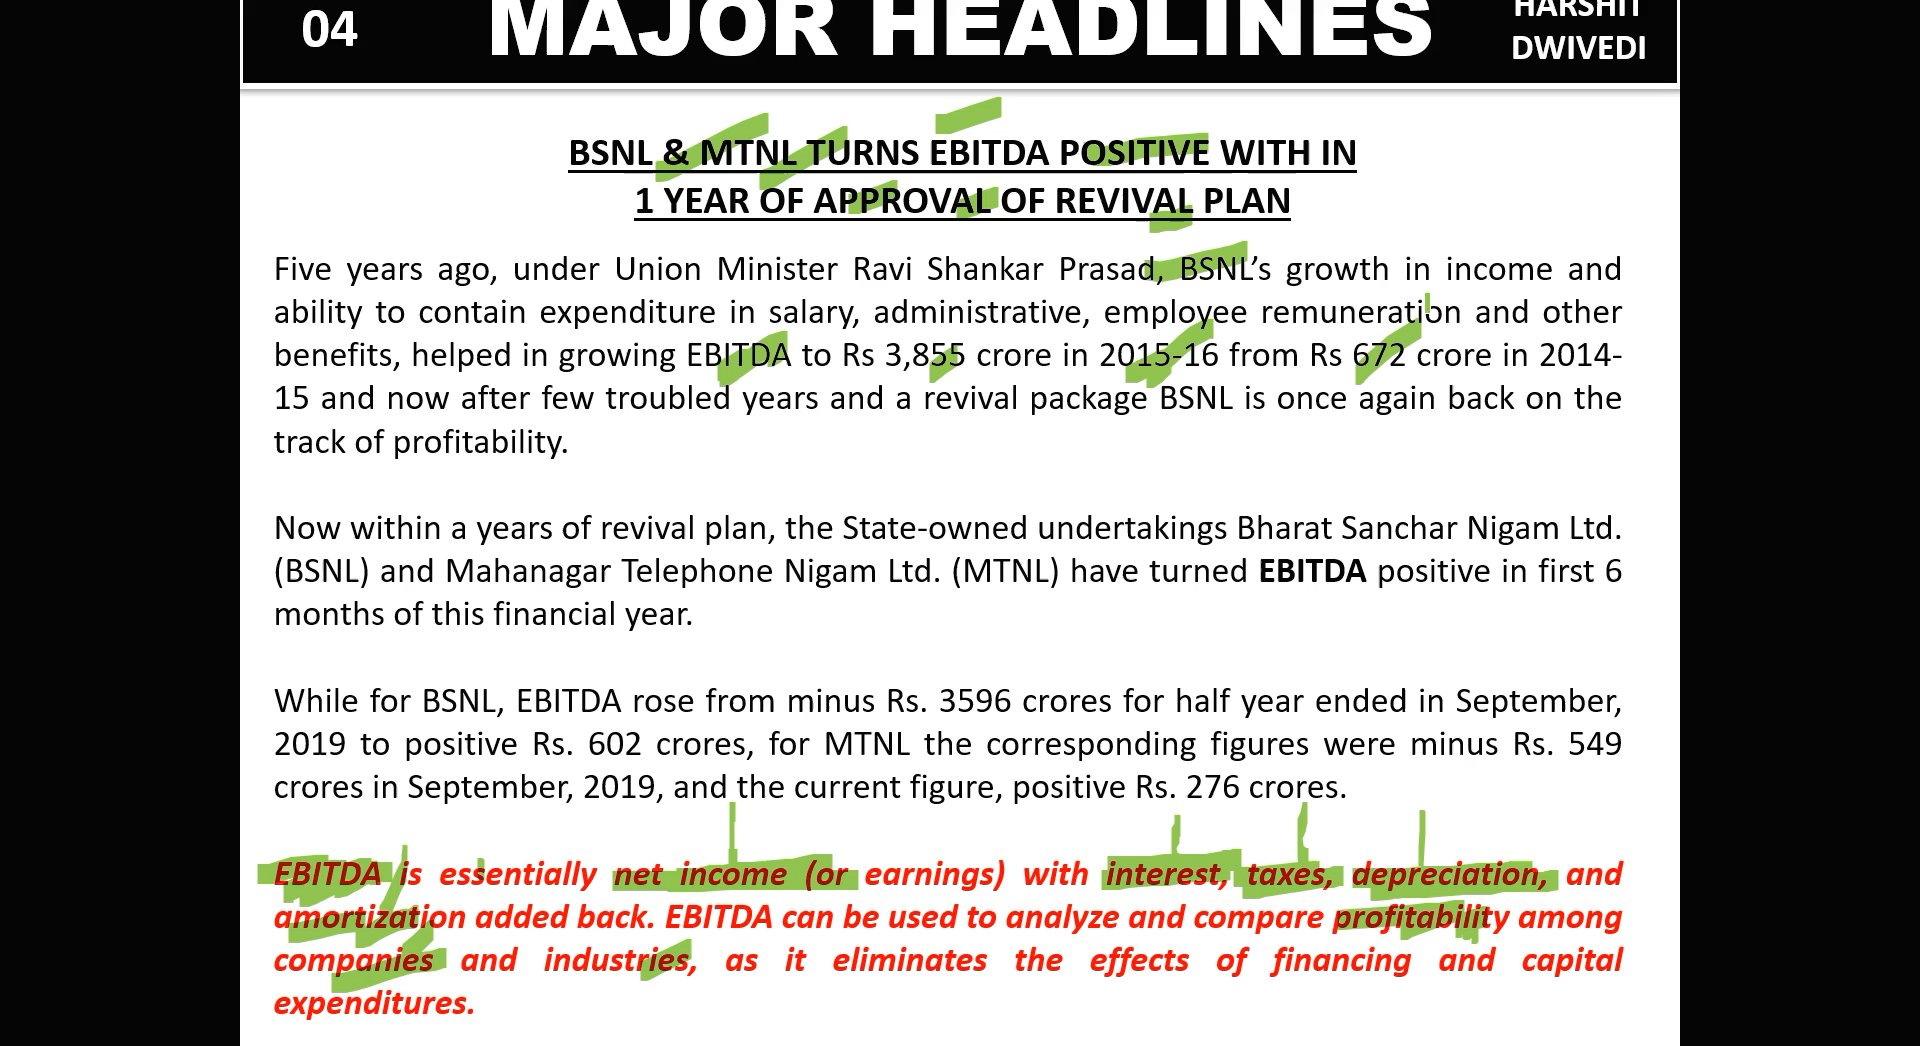 04
MAJOR HEADLINES
HARSHIT
DWIVEDI
BSNL & MTNL TURNS EBITDA POSITIVE WITH IN
1 YEAR OF APPROVAL OF REVIVAL PLAN
Five years ago, under Union Minister Ravi Shankar Prasad, BSNL’s growth in income and
ability to contain expenditure in salary, administrative, employee remuneration and other
benefits, helped in growing EBITDA to Rs 3,855 crore in 2015-16 from Rs 672 crore in 2014-
15 and now after few troubled years and a revival package BSNL is once again back on the
track of profitability.
Now within a years of revival plan, the State-owned undertakings Bharat Sanchar Nigam Ltd.
(BSNL) and Mahanagar Telephone Nigam Ltd. (MTNL) have turned EBITDA positive in first 6
months of this financial year.
While for BSNL, EBITDA rose from minus Rs. 3596 crores for half year ended in September,
2019 to positive Rs. 602 crores, for MTNL the corresponding figures were minus Rs. 549
crores in September, 2019, and the current figure, positive Rs. 276 crores.
EBITDA is essentially net income (or earnings) with interest, taxes, depreciation, and
amortization added back. EBITDA can be used to analyze and compare profitability among
companies and industries, as it eliminates the effects of financing and capital
expenditures.